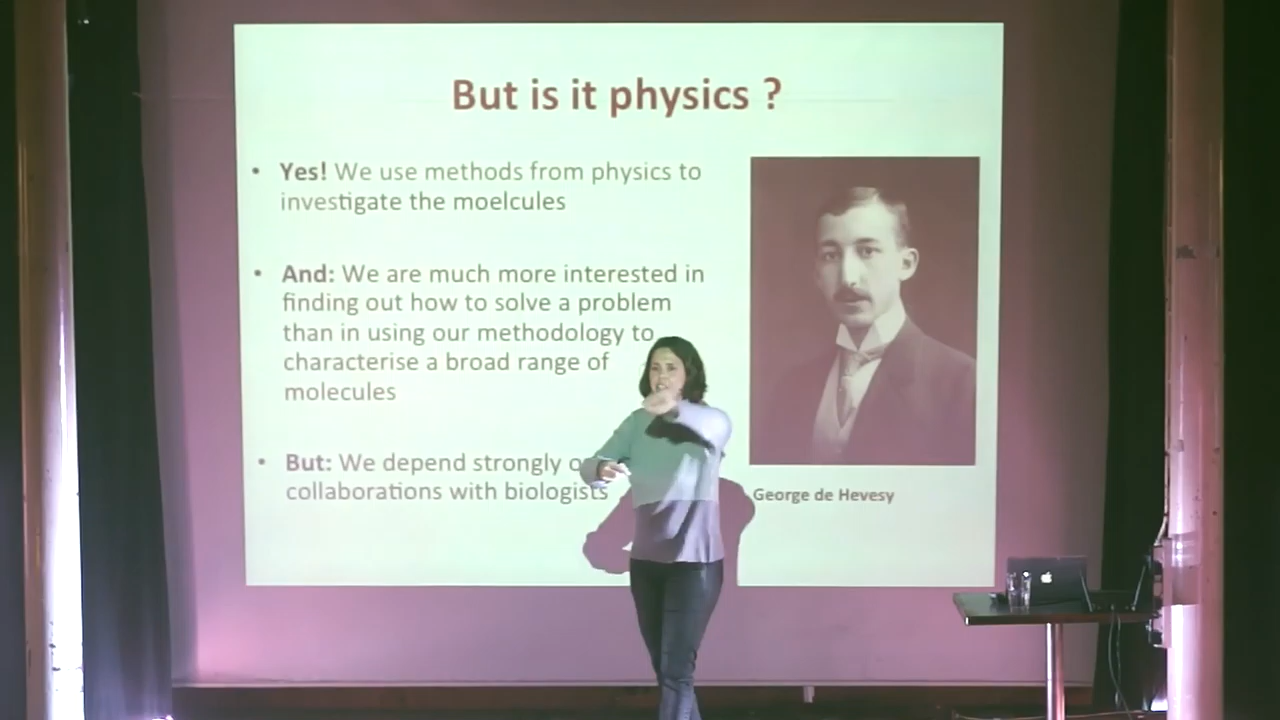 But is it physics ?
• Yes! We use methods from physics to
investigate the moelcules
• And: We are much more interested in
finding out how to solve a problem
than in using our methodology to
characterise a broad range of
molecules
• But: We depend strongly
collaborations with biologists
George de Hevesy